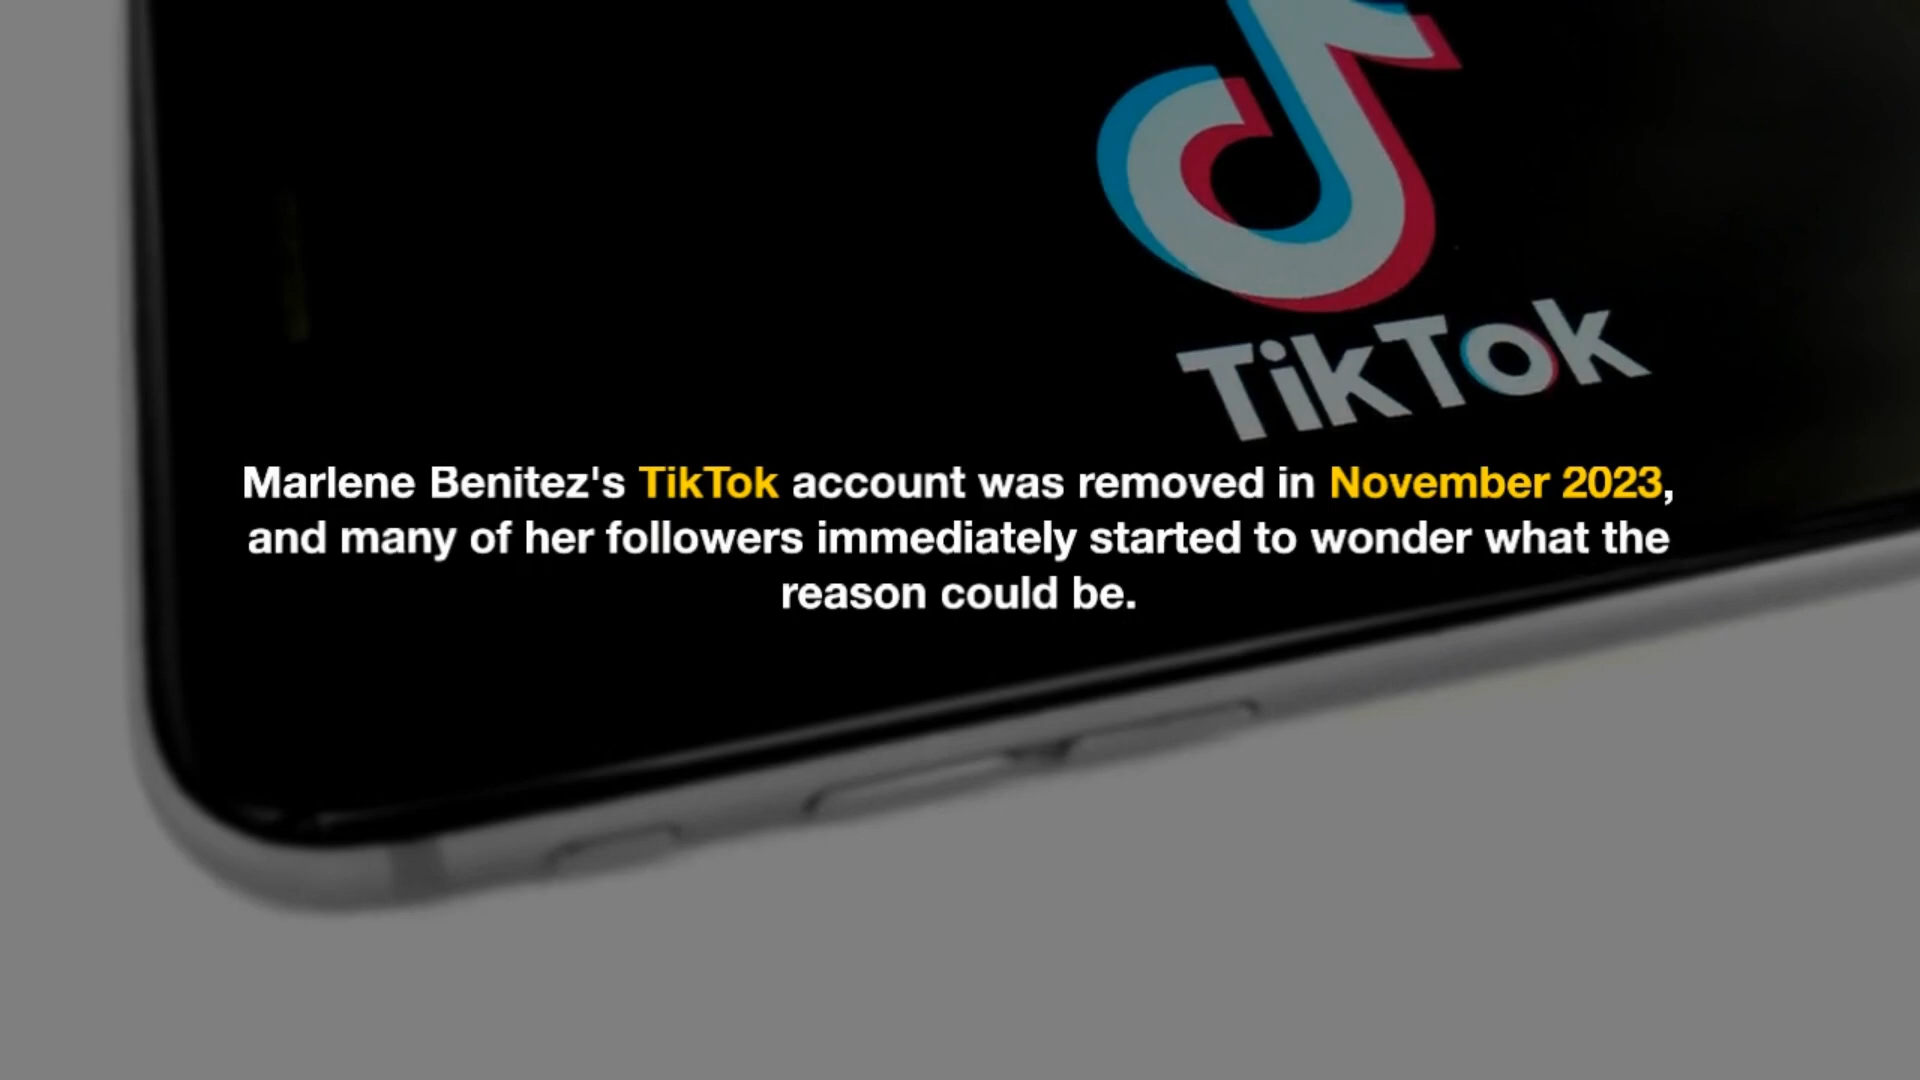 TikTok
Marlene Benitez's TikTok account was removed in November 2023,
and many of her followers immediately started to wonder what the
reason could be.